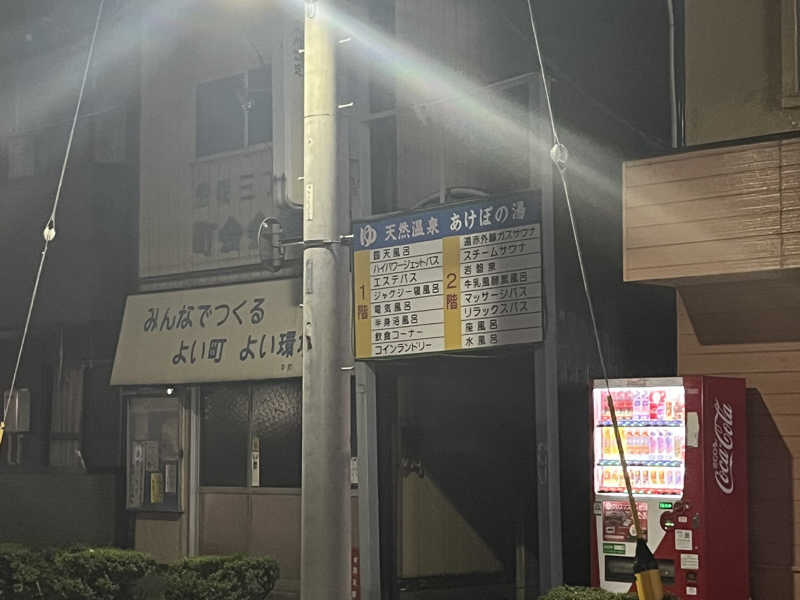 ゆ 天然温泉 あけぼの湯
1階
露天風呂
ハイパワージェットバス
エステバス
ジャグジー寝風呂
電気風呂
半身浴風呂
飲食コーナー
コインランドリー
2階
遠赤外線ガスサウナ
スチームサウナ
岩盤泉
牛乳風酵素風呂
マッサージバス
リラックスバス
座風呂
水風呂
みんなでつくる
よい町 よい環
Coca-Cola